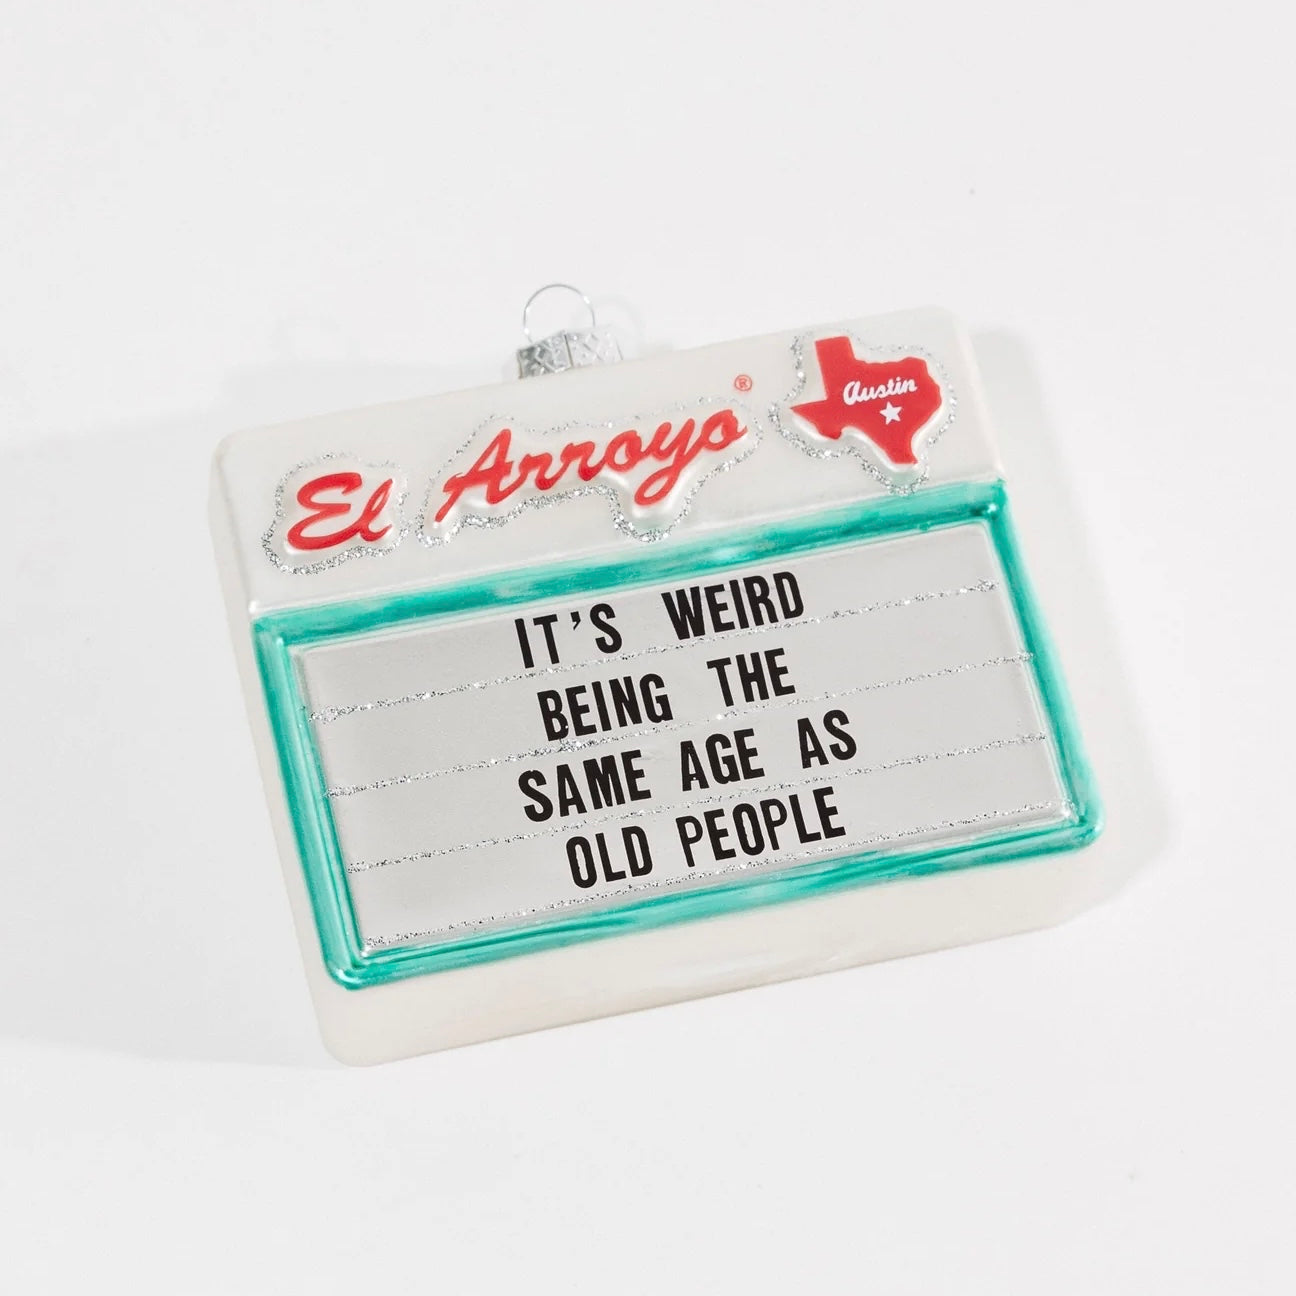 El Arroyo®
Austin
IT'S WEIRD
BEING THE
SAME AGE AS
OLD PEOPLE